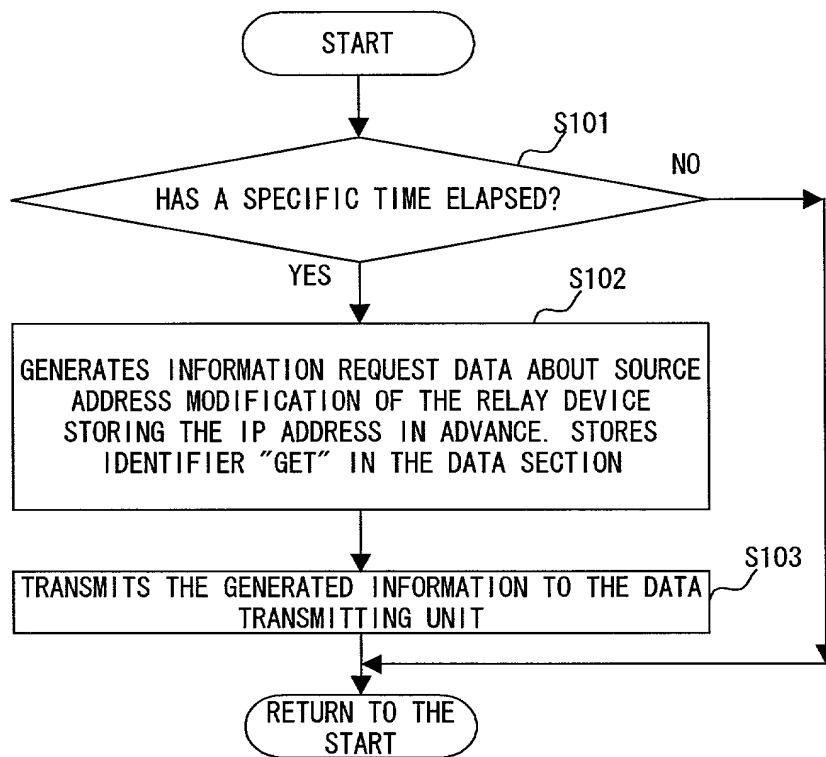 START
S101
NO
HAS A SPECIFIC TIME ELAPSED?
YES
S102
GENERATES INFORMATION REQUEST DATA ABOUT SOURCE
ADDRESS MODIFICATION OF THE RELAY DEVICE
STORING THE IP ADDRESS IN ADVANCE. STORES
IDENTIFIER "GET" IN THE DATA SECTION
S103
TRANSMITS THE GENERATED INFORMATION TO THE DATA
TRANSMITTING UNIT
RETURN TO THE
START